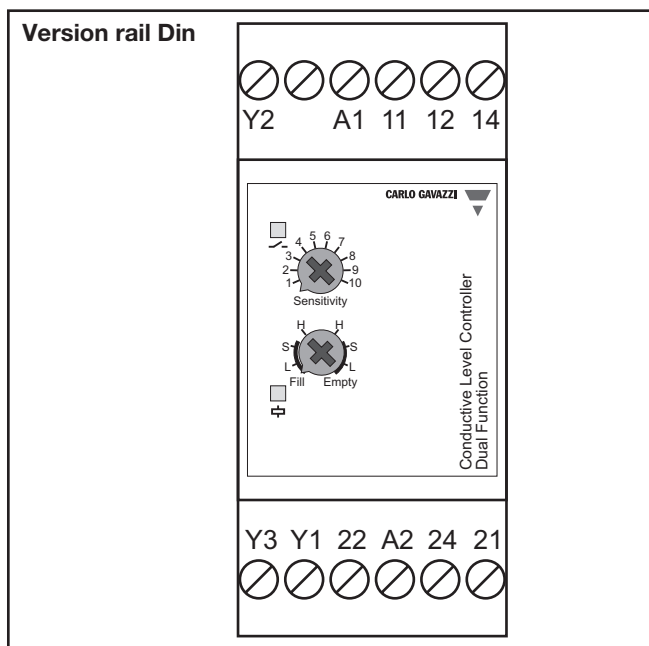 Version rail Din
Y2 A1 11 12 14
CARLO GAVAZZI
1 2 3 4 5 6 7 8 9 10
Sensitivity
H H
S S
L L
Fill Empty
Conductive Level Controller
Dual Function
Y3 Y1 22 A2 24 21